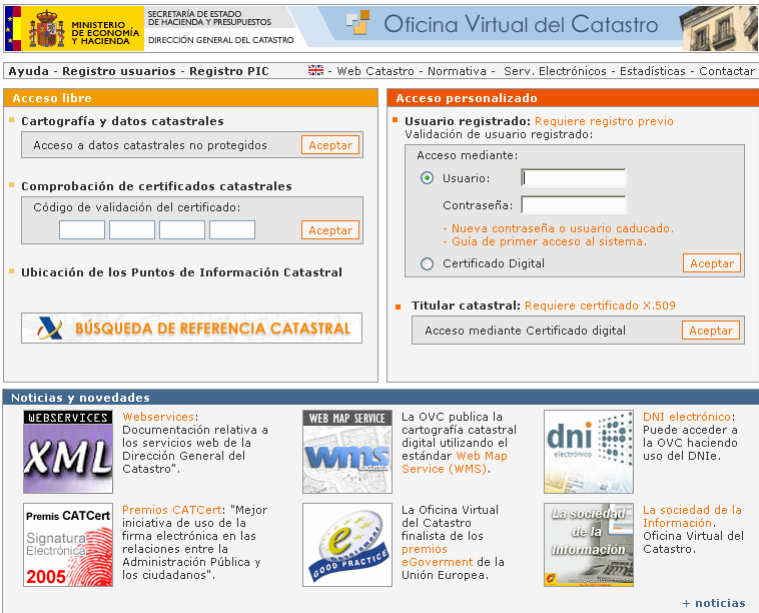 MINISTERIO
DE ECONOMÍA
Y HACIENDA
SECRETARÍA DE ESTADO
DE HACIENDA Y PRESUPUESTOS
DIRECCIÓN GENERAL DEL CATASTRO
Oficina Virtual del Catastro
Ayuda - Registro usuarios - Registro PIC
- Web Catastro - Normativa - Serv. Electrónicos - Estadísticas - Contactar
Acceso libre
Cartografía y datos catastrales
Acceso a datos catastrales no protegidos
Aceptar
Comprobación de certificados catastrales
Código de validación del certificado:
Aceptar
Ubicación de los Puntos de Información Catastral
BÚSQUEDA DE REFERENCIA CATASTRAL
Acceso personalizado
Usuario registrado: Requiere registro previo
Validación de usuario registrado:
Acceso mediante:
Usuario:
Contraseña:
- Nueva contraseña o usuario caducado.
- Guía de primer acceso al sistema.
Certificado Digital
Aceptar
Titular catastral: Requiere certificado X.509
Acceso mediante Certificado digital
Aceptar
Noticias y novedades
WEBSERVICES
XML
Webservices:
Documentación relativa a
los servicios web de la
Dirección General del
Catastro".
WEB MAP SERVICE
wms
La OVC publica la
cartografía catastral
digital utilizando el
estándar Web Map
Service (WMS).
dni
electrónico
DNI electrónico:
Puede acceder a
la OVC haciendo
uso del DNIe.
Premis CATCert
Signatura
Electrónica
2005
Premios CATCert: "Mejor
iniciativa de uso de la
firma electrónica en las
relaciones entre la
Administración Pública y
los ciudadanos".
eGovernment
e
GOOD PRACTICE
La Oficina Virtual
del Catastro
finalista de los
premios
eGoverment de la
Unión Europea.
La sociedad
de la
Información
La sociedad de la
Información.
Oficina Virtual del
Catastro.
+ noticias